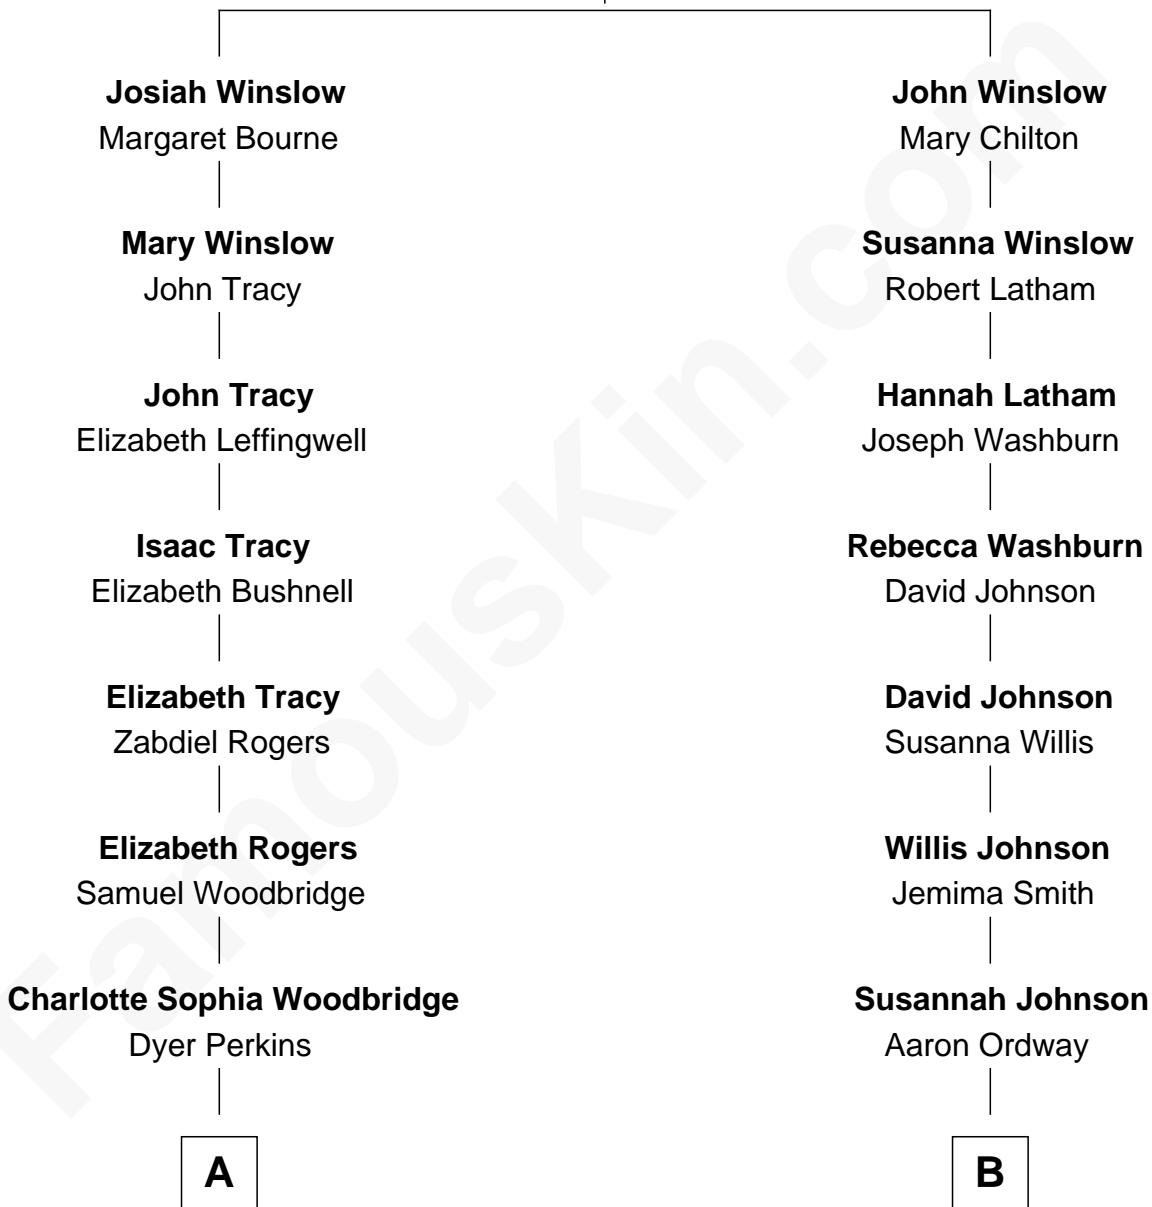 Josiah Winslow
Margaret Bourne
John Winslow
Mary Chilton
Mary Winslow
John Tracy
Susanna Winslow
Robert Latham
John Tracy
Elizabeth Leffingwell
Hannah Latham
Joseph Washburn
Isaac Tracy
Elizabeth Bushnell
Rebecca Washburn
David Johnson
Elizabeth Tracy
Zabdiel Rogers
David Johnson
Susanna Willis
Elizabeth Rogers
Samuel Woodbridge
Willis Johnson
Jemima Smith
Charlotte Sophia Woodbridge
Dyer Perkins
Susannah Johnson
Aaron Ordway
A
B
FamousKin.com